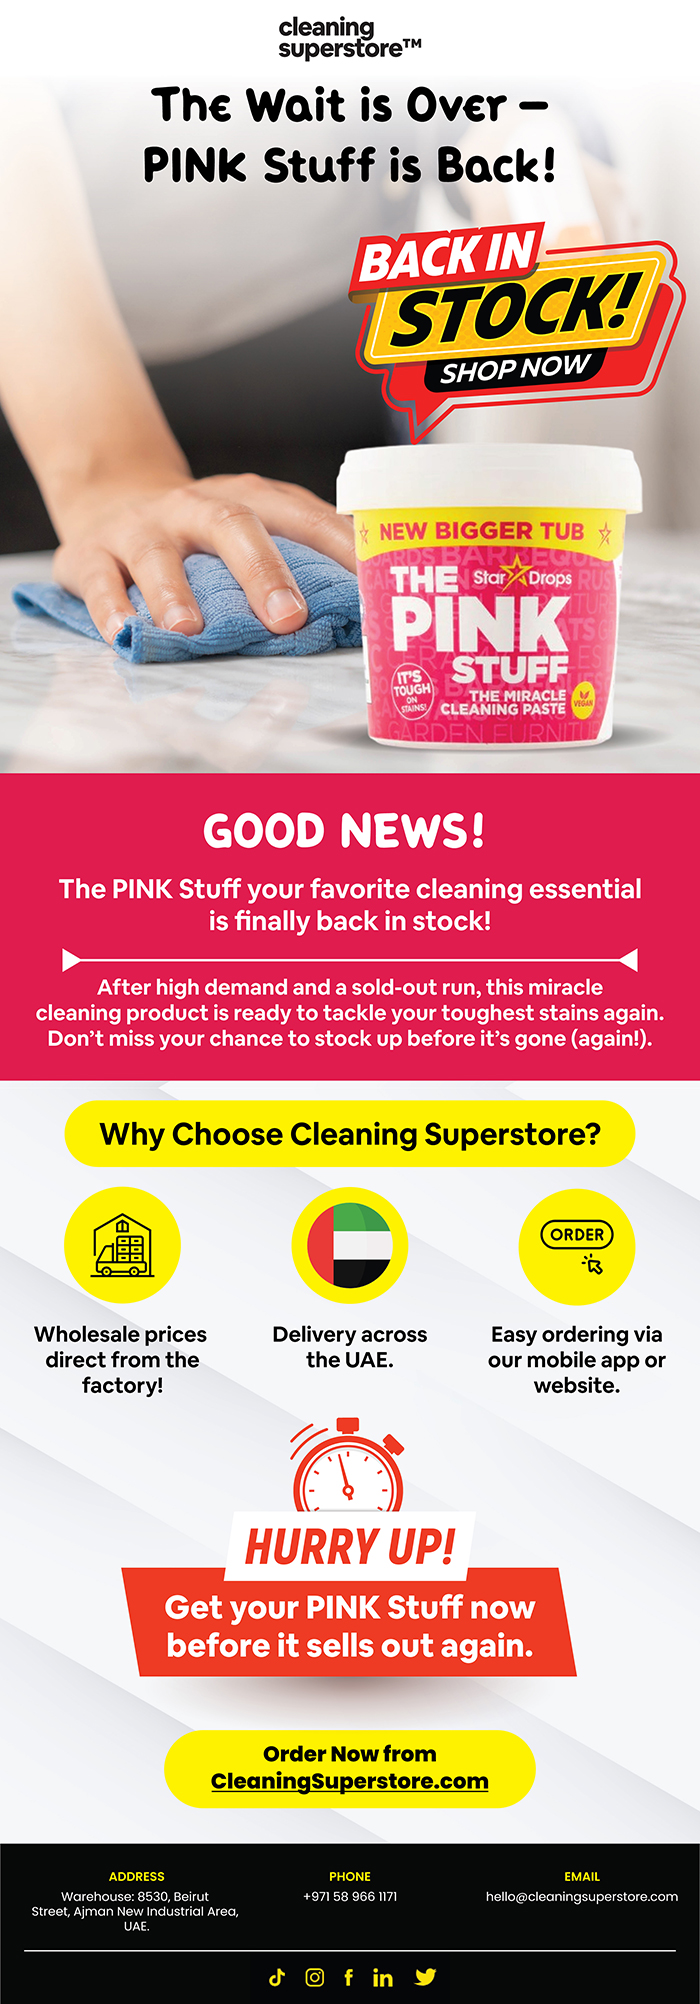 cleaning
superstore™
The Wait is Over –
PINK Stuff is Back!
BACK IN
STOCK!
SHOP NOW
NEW BIGGER TUB
THE
Star Drops
PINK
STUFF
IT'S
TOUGH
ON
STAINS!
THE MIRACLE
CLEANING PASTE
VEGAN
GOOD NEWS!
The PINK Stuff your favorite cleaning essential
is finally back in stock!
After high demand and a sold-out run, this miracle
cleaning product is ready to tackle your toughest stains again.
Don't miss your chance to stock up before it's gone (again!).
Why Choose Cleaning Superstore?
ORDER
Wholesale prices
direct from the
factory!
Delivery across
the UAE.
Easy ordering via
our mobile app or
website.
HURRY UP!
Get your PINK Stuff now
before it sells out again.
Order Now from
CleaningSuperstore.com
ADDRESS
Warehouse: 8530, Beirut
Street, Ajman New Industrial Area,
UAE.
PHONE
+971 58 966 1171
EMAIL
hello@cleaningsuperstore.com